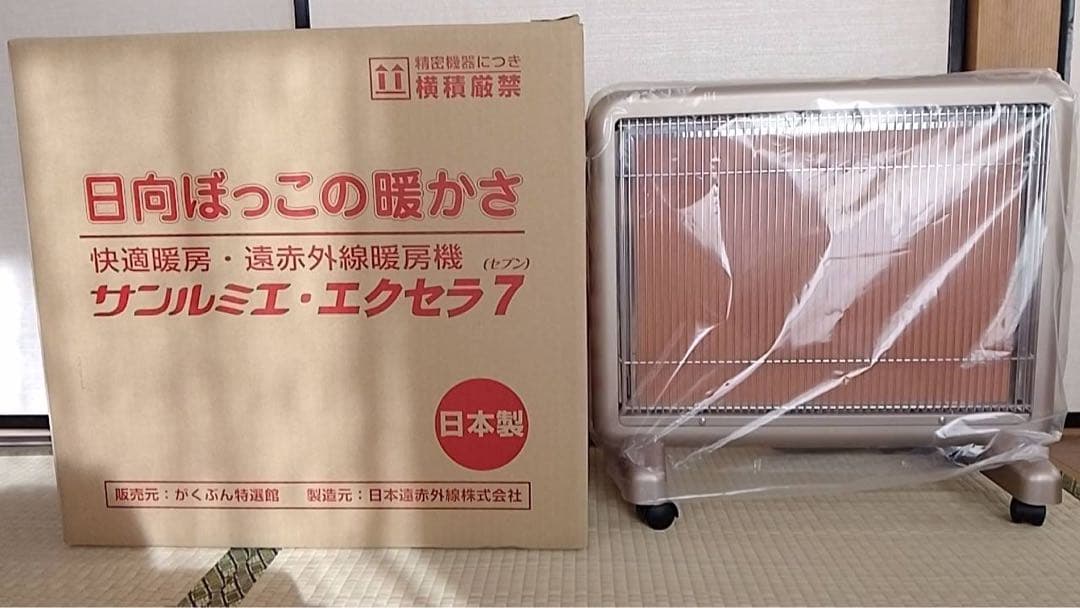 精密機器につき
横積厳禁
日向ぼっこの暖かさ
快適暖房・遠赤外線暖房機
(セブン)
サンルミエ・エクセラ7
日本製
販売元：がくぶん特選館 製造元：日本遠赤外線株式会社